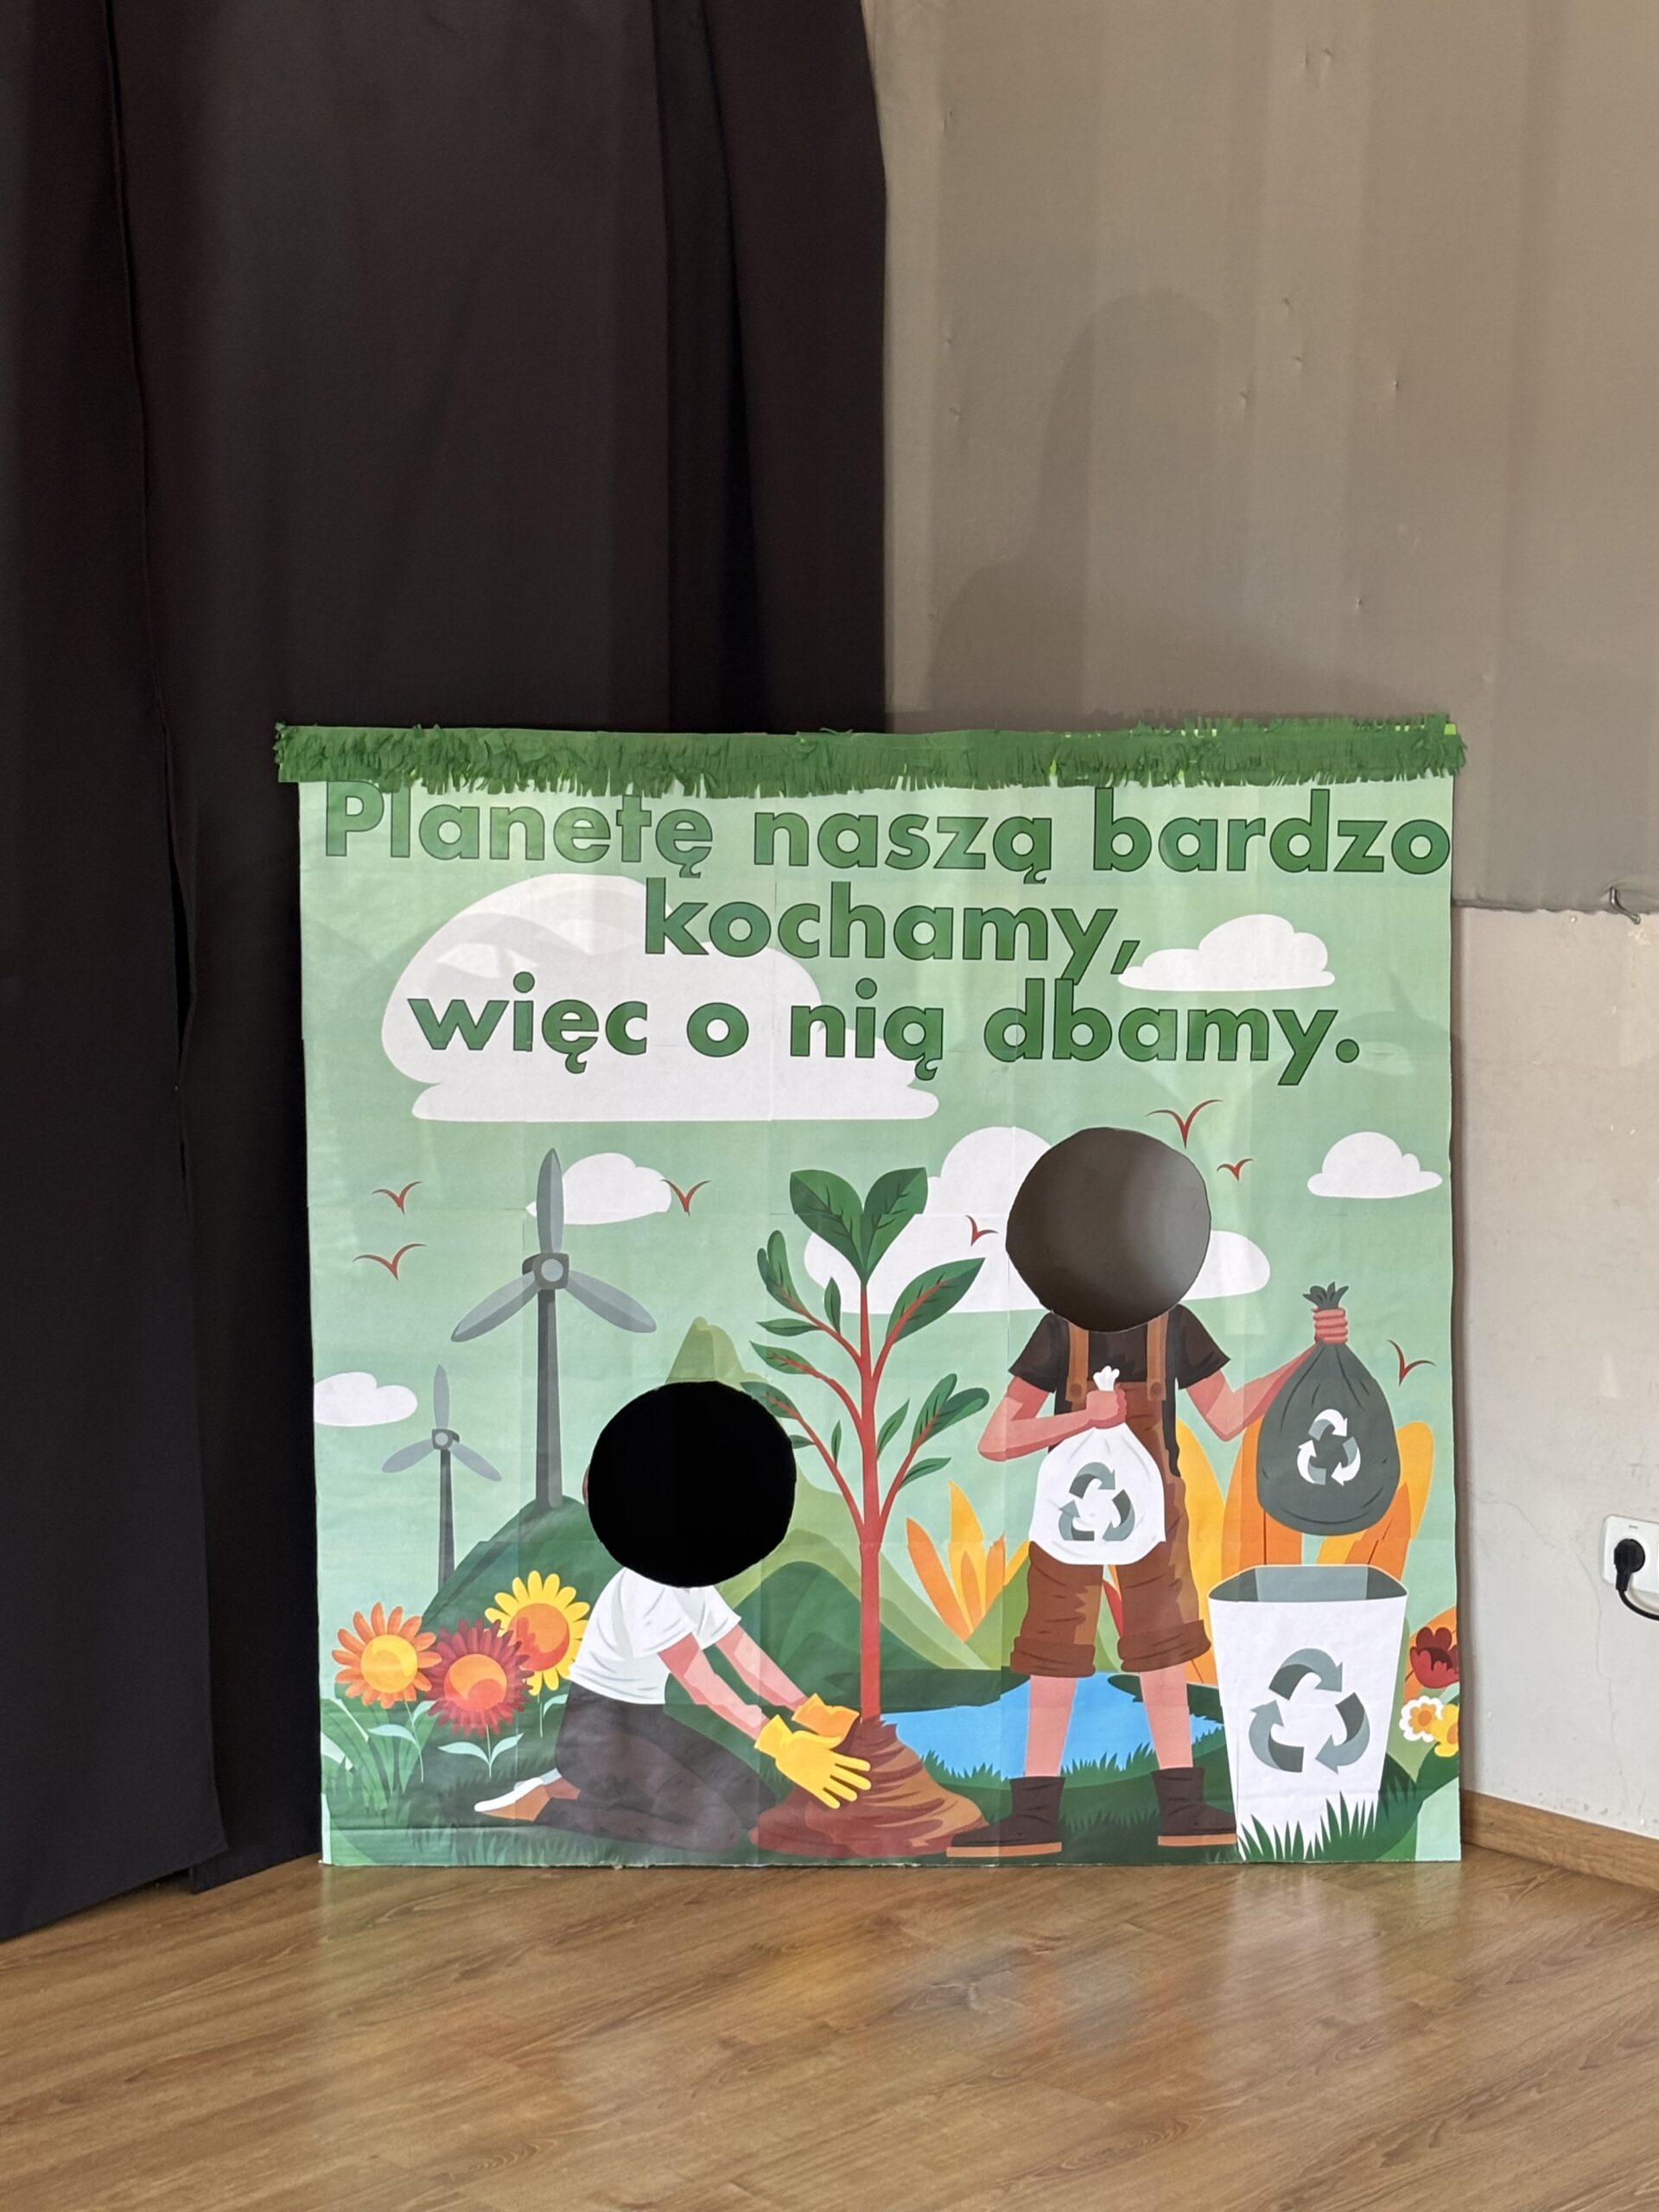 Planetę naszą bardzo
kochamy,
więc o nią dbamy.